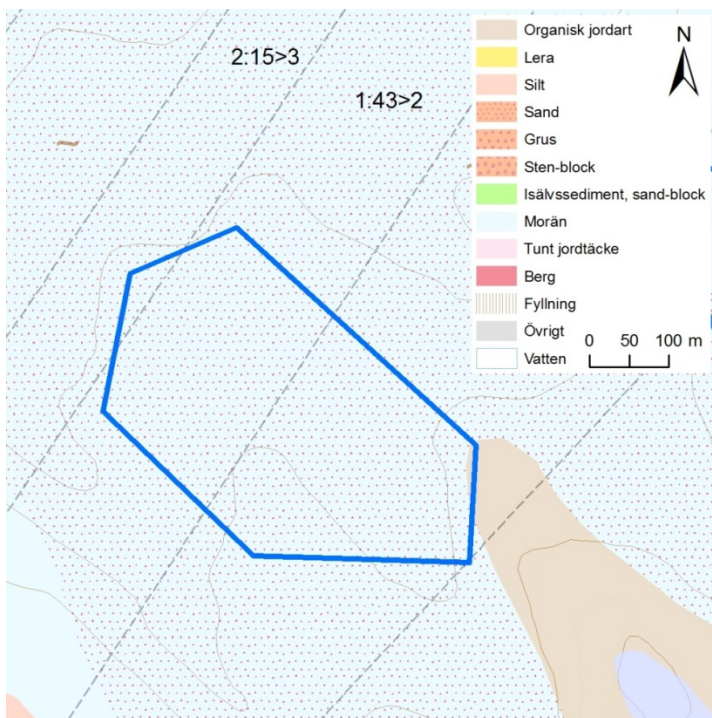 2:15>3
1:43>2
Organisk jordart
Lera
Silt
Sand
Grus
Sten-block
Isälvssediment, sand-block
Morän
Tunt jordtäcke
Berg
Fyllning
Övrigt
Vatten
N
0 50 100 m